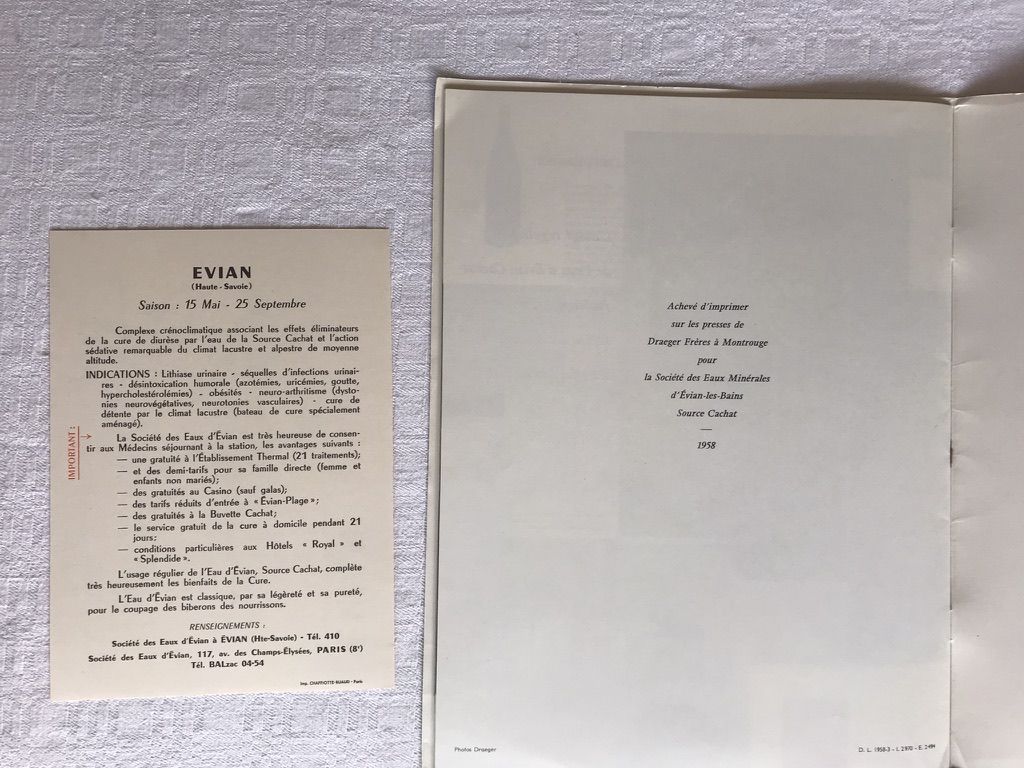 EVIAN
(Haute - Savoie)
Saison : 15 Mai - 25 Septembre
Complexe crénoclimatique associant les effets éliminateurs
de la cure de diurèse par l'eau de la Source Cachat et l'action
sédative remarquable du climat lacustre et alpestre de moyenne
altitude.
INDICATIONS : Lithiase urinaire - séquelles d'infections urinai-
res - désintoxication humorale (azotémies, uricémies, goutte,
hypercholestérolémies) - obésités - neuro-arthritisme (dysto-
nies neurovégétatives, neurotonies vasculaires) - cure de
détente par le climat lacustre (bateau de cure spécialement
aménagé).
IMPORTANT :
La Société des Eaux d'Évian est très heureuse de consen-
tir aux Médecins séjournant à la station, les avantages suivants :
— une gratuité à l'Établissement Thermal (21 traitements);
— et des demi-tarifs pour sa famille directe (femme et
enfants non mariés);
— des gratuités au Casino (sauf galas);
— des tarifs réduits d'entrée à « Évian-Plage »;
— des gratuités à la Buvette Cachat;
— le service gratuit de la cure à domicile pendant 21
jours;
— conditions particulières aux Hôtels « Royal » et
« Splendide ».
L'usage régulier de l'Eau d'Évian, Source Cachat, complète
très heureusement les bienfaits de la Cure.
L'Eau d'Évian est classique, par sa légèreté et sa pureté,
pour le coupage des biberons des nourrissons.
RENSEIGNEMENTS :
Société des Eaux d'Évian à ÉVIAN (Hte-Savoie) - Tél. 410
Société des Eaux d'Évian, 117, av. des Champs-Élysées, PARIS (8e)
Tél. BALzac 04-54
Imp. CHAFFIOTTE-RUAUD - Paris
Achevé d'imprimer
sur les presses de
Draeger Frères à Montrouge
pour
la Société des Eaux Minérales
d'Évian-les-Bains
Source Cachat
—
1958
Photos Draeger
D. L. 1958-3 - I. 2970 - E. 2494